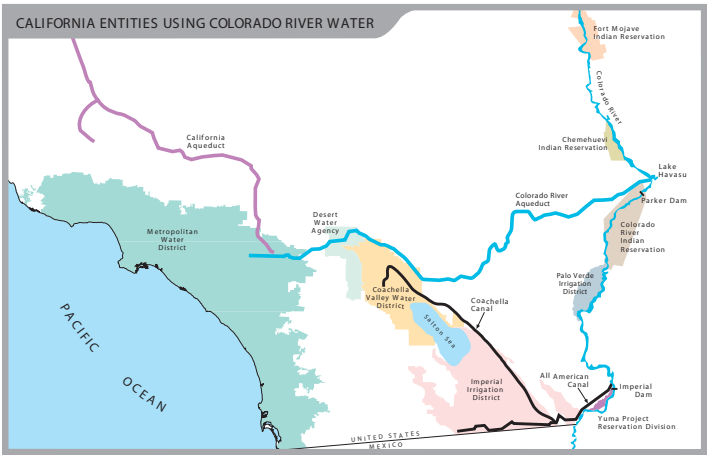 CALIFORNIA ENTITIES USING COLORADO RIVER WATER
Fort Mojave
Indian Reservation
Colorado River
California
Aqueduct
Chemehuevi
Indian Reservation
Lake
Havasu
Parker Dam
Colorado River
Aqueduct
Desert
Water
Agency
Metropolitan
Water
District
Colorado
River
Indian
Reservation
Palo Verde
Irrigation
District
Coachella
Valley Water
District
Coachella
Canal
Salton Sea
PACIFIC OCEAN
Imperial
Irrigation
District
All American
Canal
Imperial
Dam
Yuma Project
Reservation Division
UNITED STATES
MEXICO